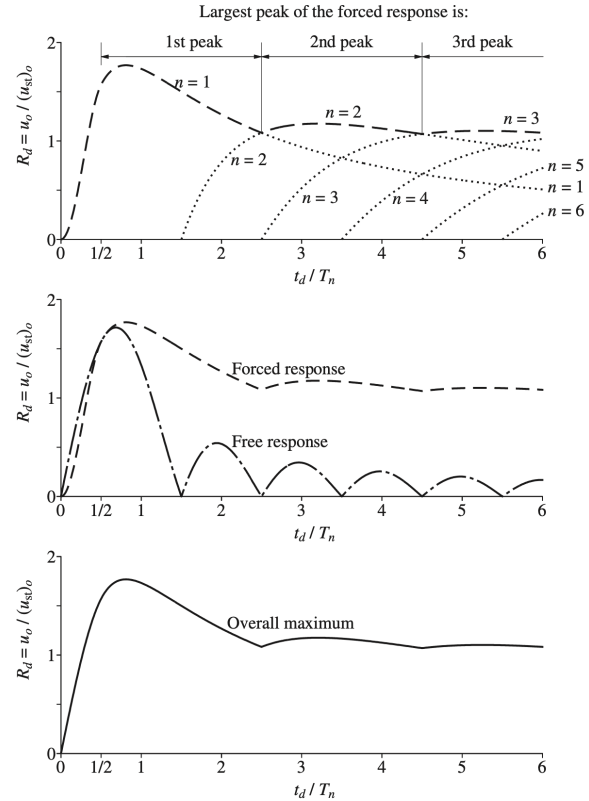 Largest peak of the forced response is:
1st peak
2nd peak
3rd peak
2
1
0
R_d = u_o / (u_st)_o
n = 1
n = 2
n = 3
n = 2
n = 3
n = 4
n = 5
n = 1
n = 6
0 1/2 1 2 3 4 5 6
t_d / T_n
2
1
0
R_d = u_o / (u_st)_o
Forced response
Free response
0 1/2 1 2 3 4 5 6
t_d / T_n
2
1
0
R_d = u_o / (u_st)_o
Overall maximum
0 1/2 1 2 3 4 5 6
t_d / T_n